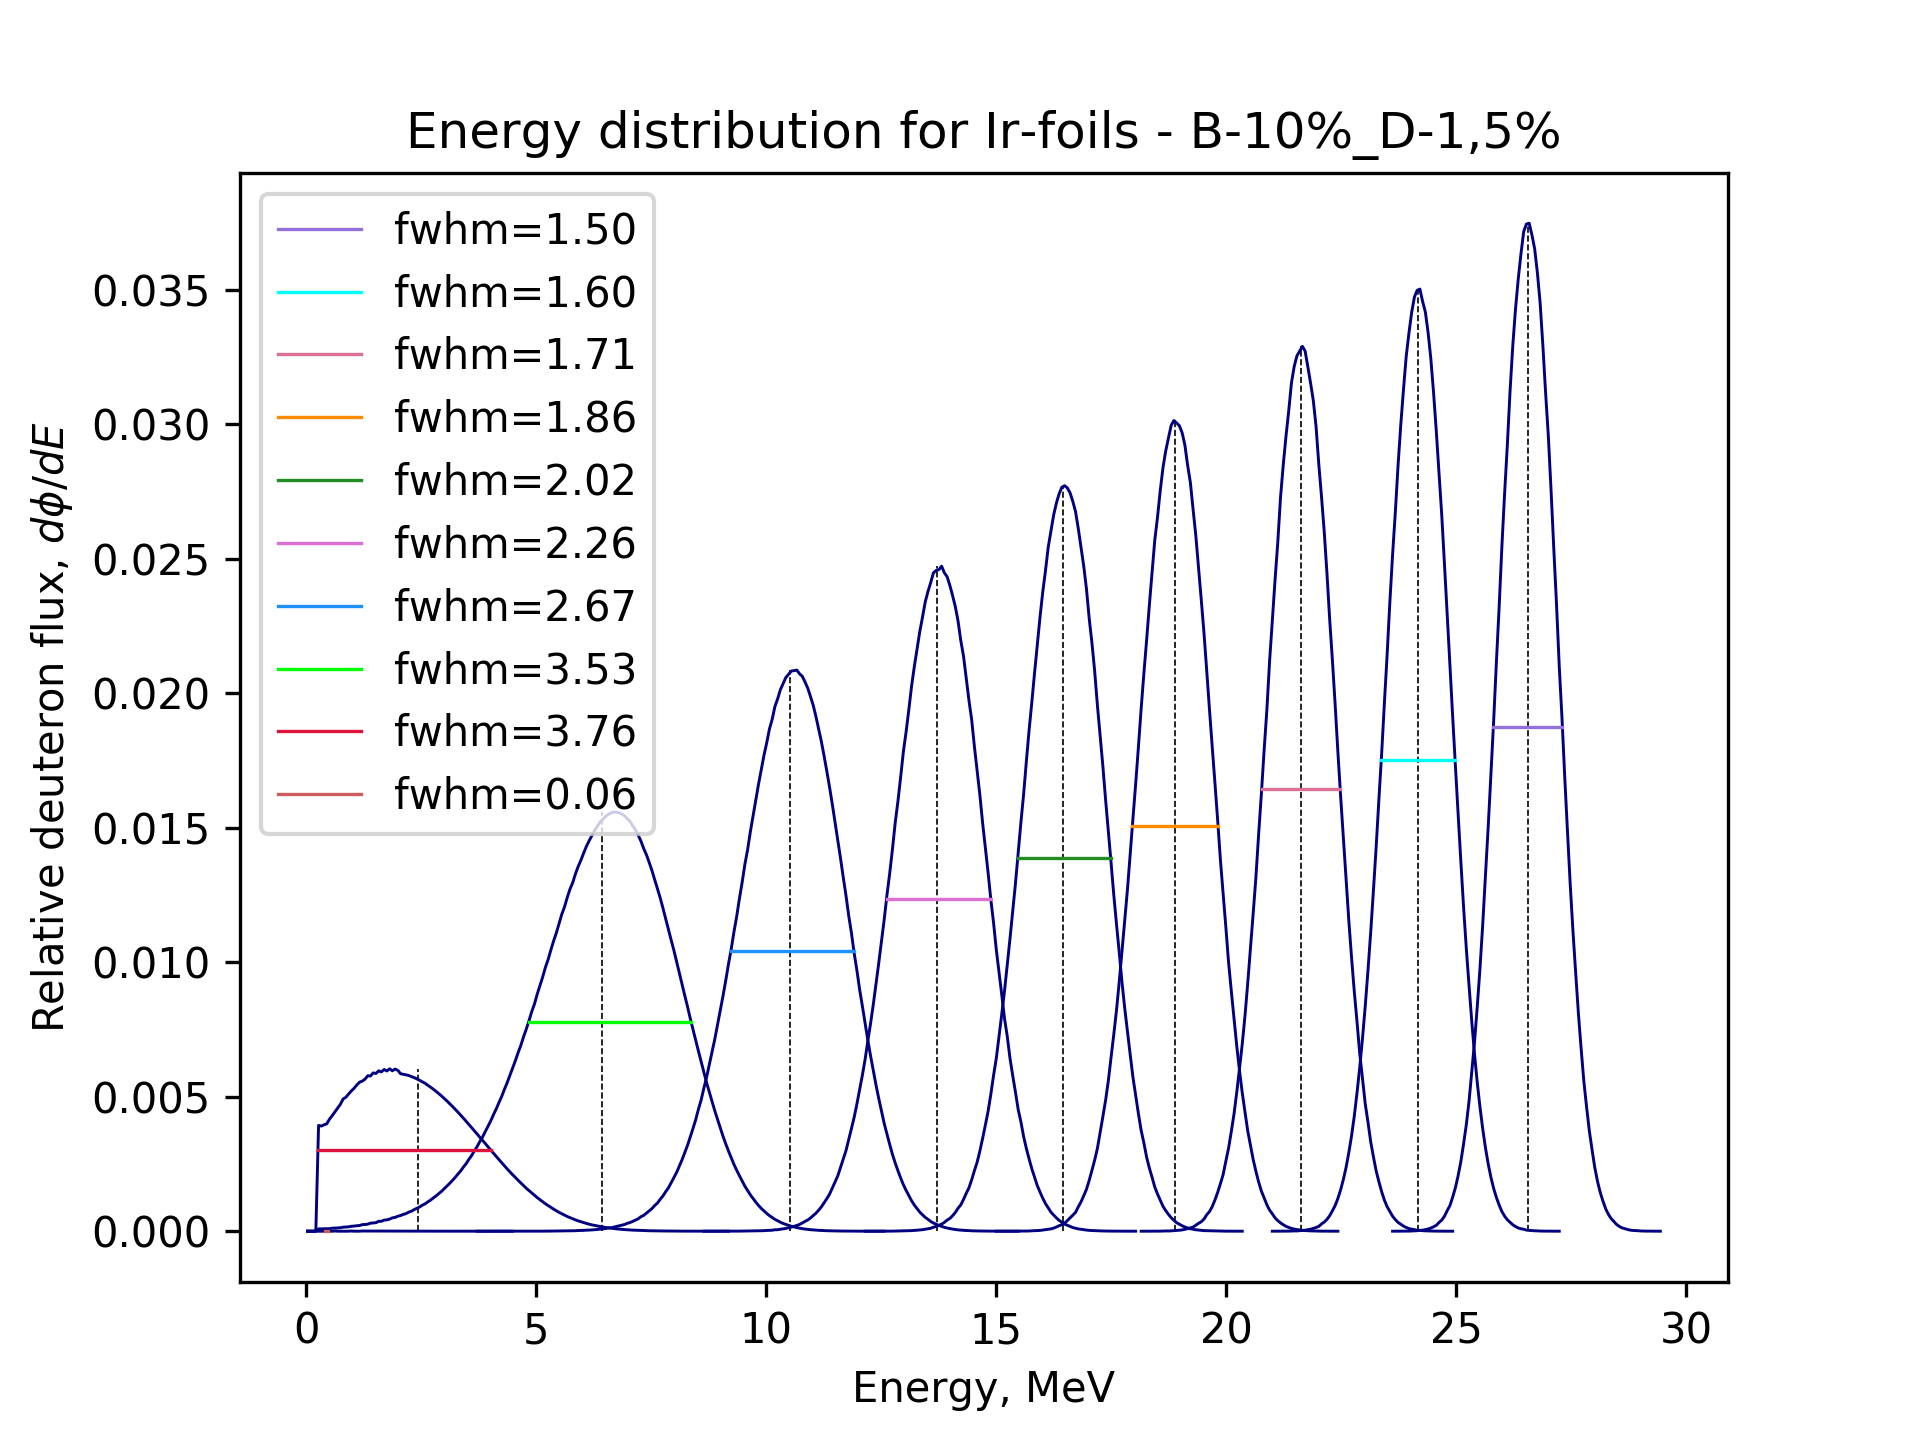 Energy distribution for Ir-foils - B-10%_D-1,5%
fwhm=1.50
fwhm=1.60
fwhm=1.71
fwhm=1.86
fwhm=2.02
fwhm=2.26
fwhm=2.67
fwhm=3.53
fwhm=3.76
fwhm=0.06
Relative deuteron flux, dϕ/dE
0.035
0.030
0.025
0.020
0.015
0.010
0.005
0.000
0 5 10 15 20 25 30
Energy, MeV